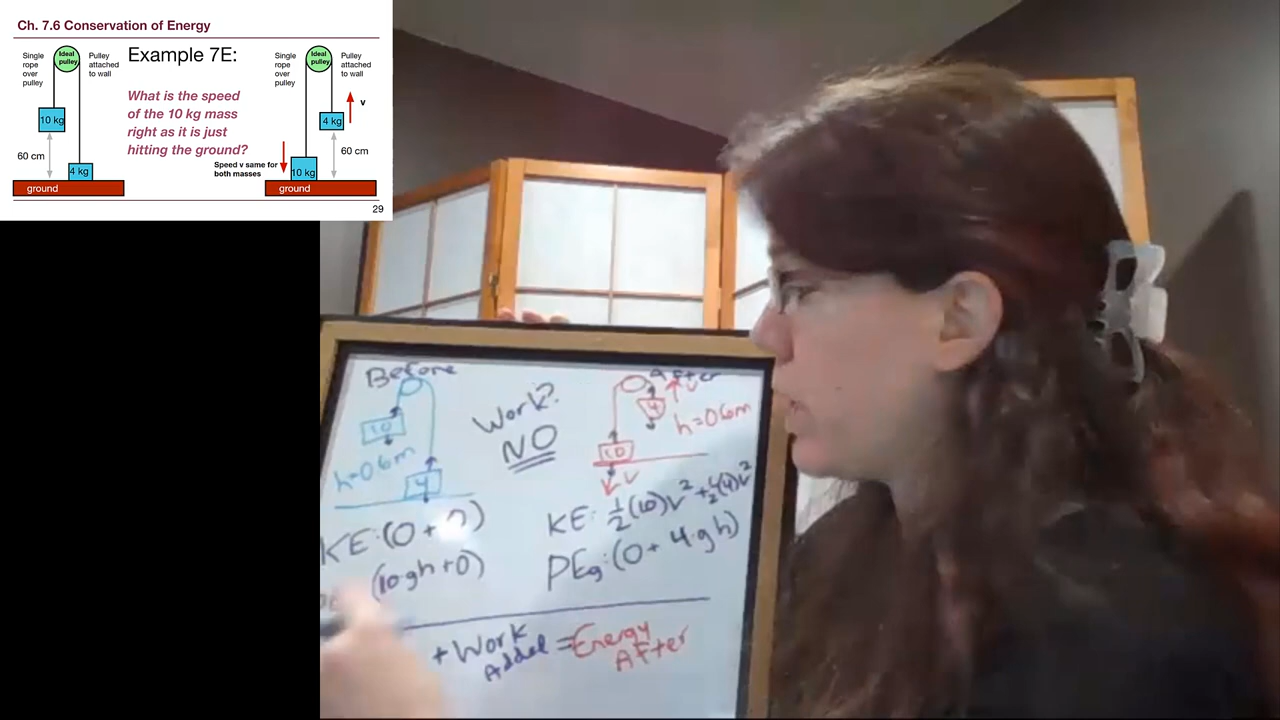 Ch. 7.6 Conservation of Energy
Example 7E:
Single
rope
over
pulley
Ideal
pulley
Pulley
attached
to wall
10 kg
60 cm
4 kg
ground
What is the speed
of the 10 kg mass
right as it is just
hitting the ground?
Single
rope
over
pulley
Ideal
pulley
Pulley
attached
to wall
v
4 kg
60 cm
Speed v same for
both masses
10 kg
ground
29
Before
10
h=0.6m
4
Work?
NO
After
v
4
h=0.6m
10
v
KE: (0 + 0)
(10gh+0)
KE: ½(10)v² + ½(4)v²
PEg: (0 + 4·gh)
+ Work
Added
= Energy
After